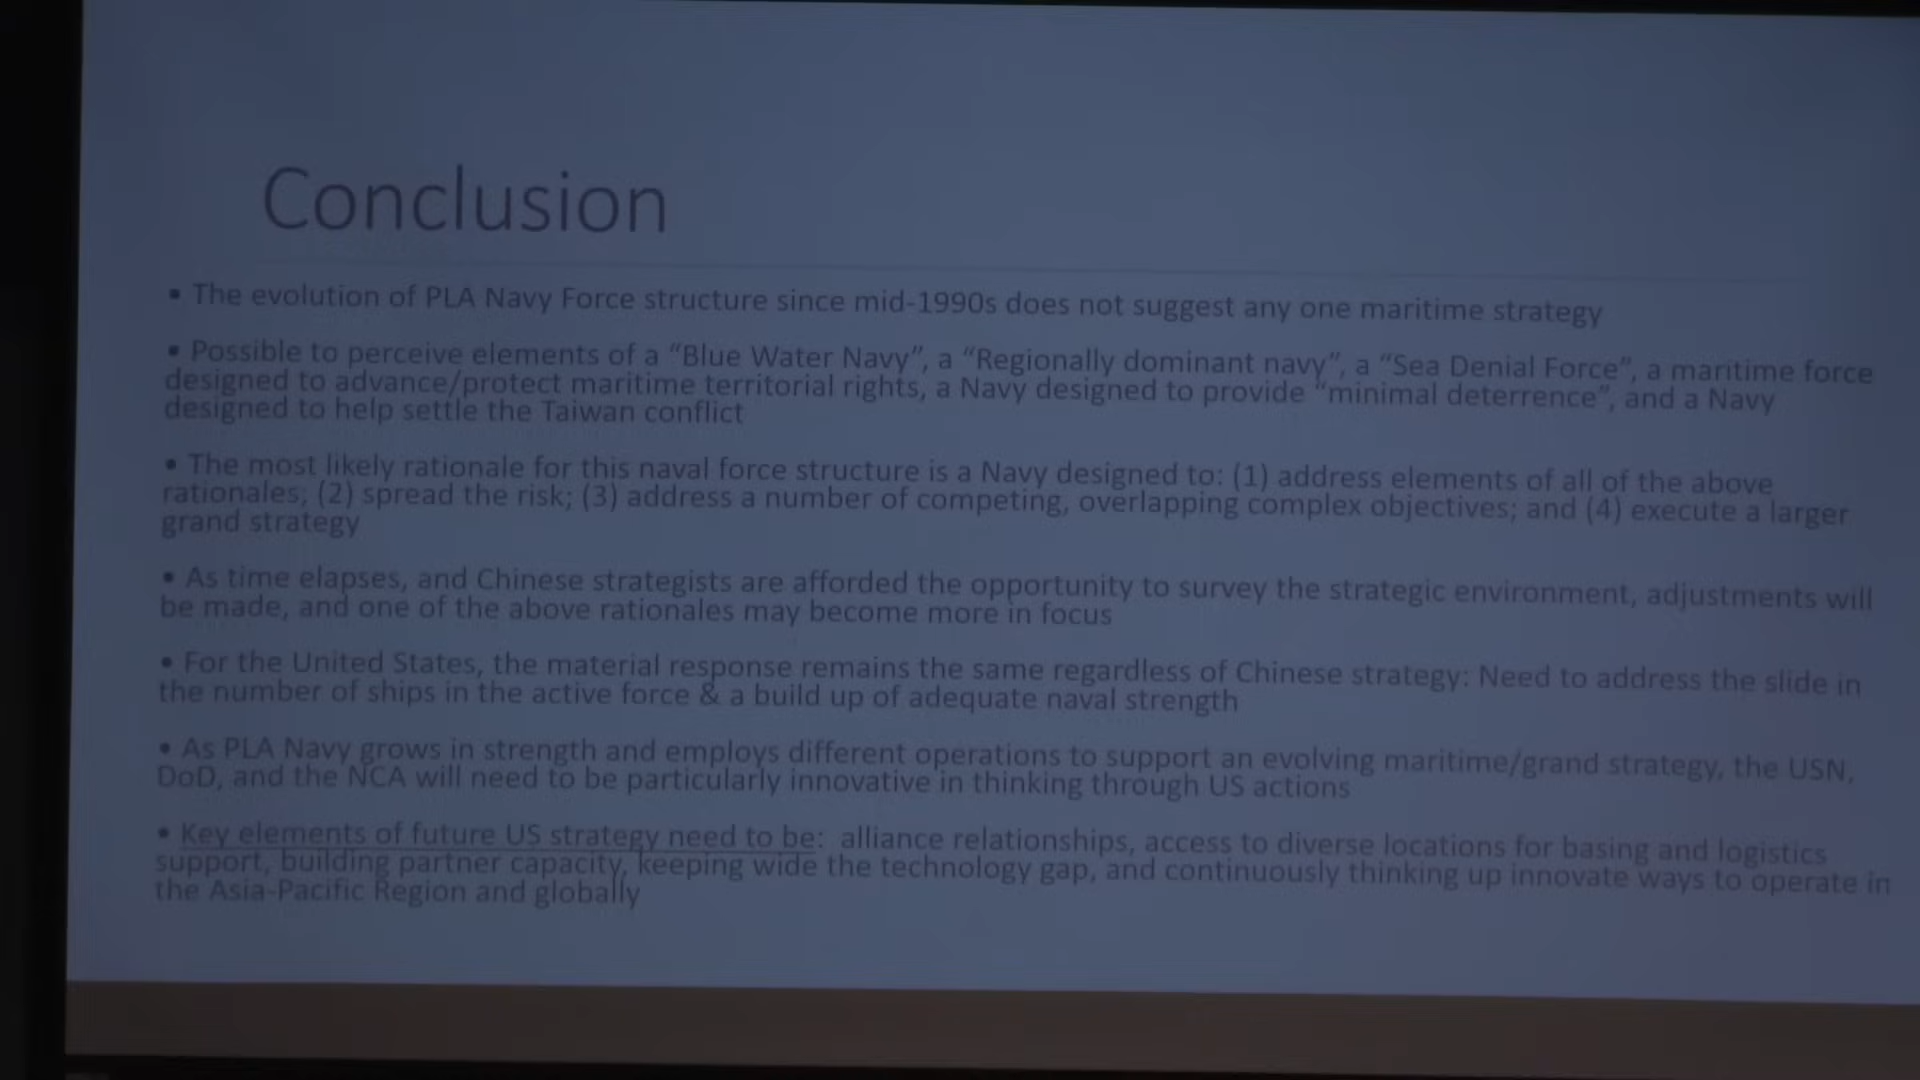 Conclusion
• The evolution of PLA Navy Force structure since mid-1990s does not suggest any one maritime strategy
• Possible to perceive elements of a “Blue Water Navy”, a “Regionally dominant navy”, a “Sea Denial Force”, a maritime force
designed to advance/protect maritime territorial rights, a Navy designed to provide “minimal deterrence”, and a Navy
designed to help settle the Taiwan conflict
• The most likely rationale for this naval force structure is a Navy designed to: (1) address elements of all of the above
rationales; (2) spread the risk; (3) address a number of competing, overlapping complex objectives; and (4) execute a larger
grand strategy
• As time elapses, and Chinese strategists are afforded the opportunity to survey the strategic environment, adjustments will
be made, and one of the above rationales may become more in focus
• For the United States, the material response remains the same regardless of Chinese strategy: Need to address the slide in
the number of ships in the active force & a build up of adequate naval strength
• As PLA Navy grows in strength and employs different operations to support an evolving maritime/grand strategy, the USN,
DoD, and the NCA will need to be particularly innovative in thinking through US actions
• Key elements of future US strategy need to be:  alliance relationships, access to diverse locations for basing and logistics
support, building partner capacity, keeping wide the technology gap, and continuously thinking up innovate ways to operate in
the Asia-Pacific Region and globally